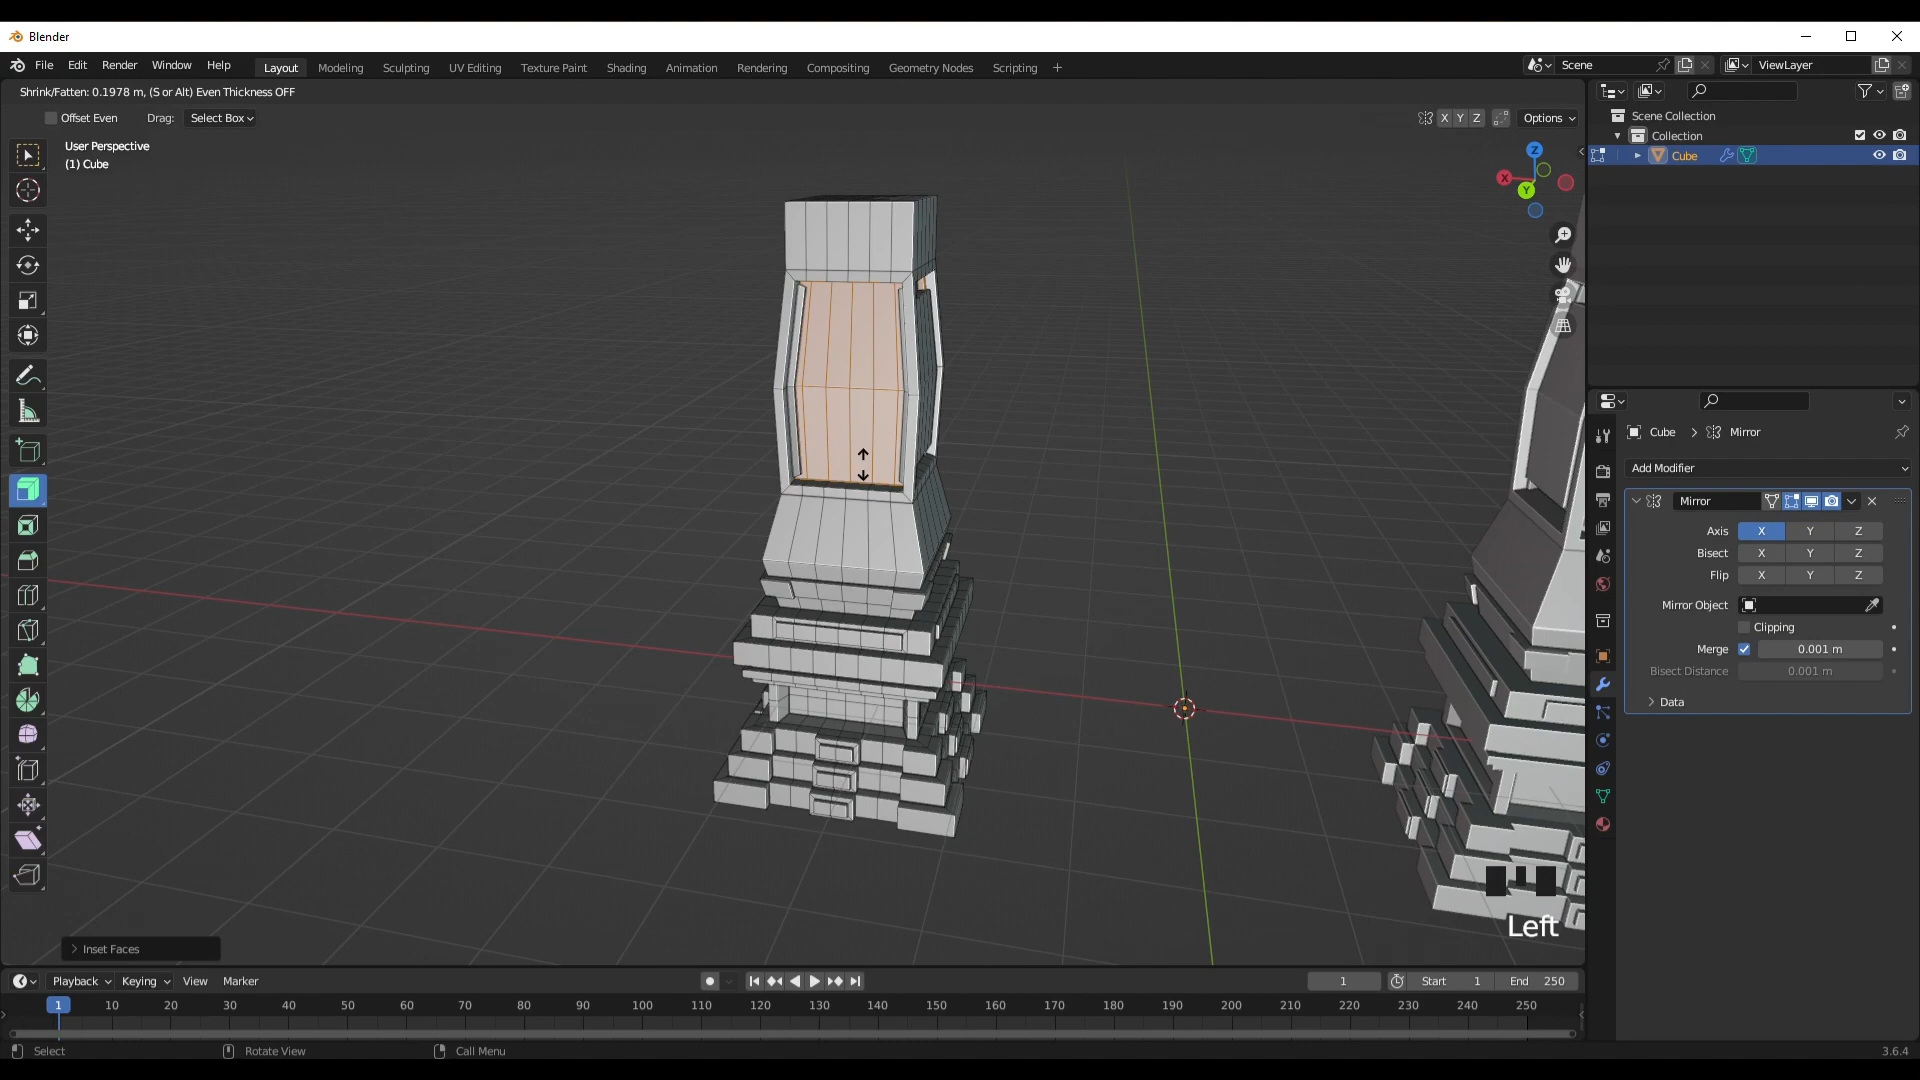 Blender
File Edit Render Window Help Layout Modeling Sculpting UV Editing Texture Paint Shading Animation Rendering Compositing Geometry Nodes Scripting + Scene ViewLayer
Shrink/Fatten: 0.1978 m, (S or Alt) Even Thickness OFF
Offset Even Drag: Select Box X Y Z Options
User Perspective
(1) Cube
Z
X
Y
Scene Collection
Collection
Cube
Cube > Mirror
Add Modifier
Mirror
Axis X Y Z
Bisect X Y Z
Flip X Y Z
Mirror Object
Clipping
Merge 0.001 m
Bisect Distance 0.001 m
> Data
Left
> Inset Faces
Playback Keying View Marker 1 Start 1 End 250
1 10 20 30 40 50 60 70 80 90 100 110 120 130 140 150 160 170 180 190 200 210 220 230 240 250
Select Rotate View Call Menu 3.6.4